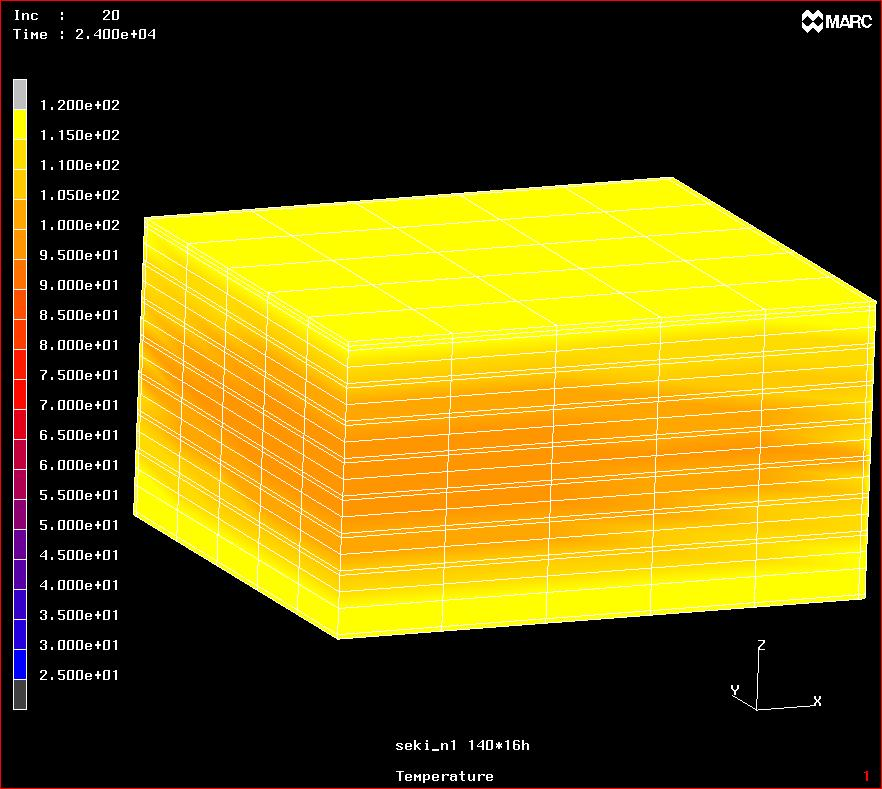 Inc : 20
Time : 2.400e+04
MARC
1.200e+02
1.150e+02
1.100e+02
1.050e+02
1.000e+02
9.500e+01
9.000e+01
8.500e+01
8.000e+01
7.500e+01
7.000e+01
6.500e+01
6.000e+01
5.500e+01
5.000e+01
4.500e+01
4.000e+01
3.500e+01
3.000e+01
2.500e+01
Z
Y
X
seki_n1 140*16h
Temperature
1